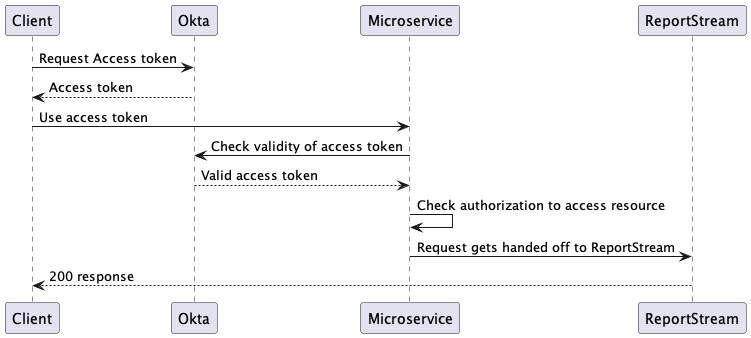 Client
Okta
Microservice
ReportStream
Request Access token
Access token
Use access token
Check validity of access token
Valid access token
Check authorization to access resource
Request gets handed off to ReportStream
200 response
Client
Okta
Microservice
ReportStream